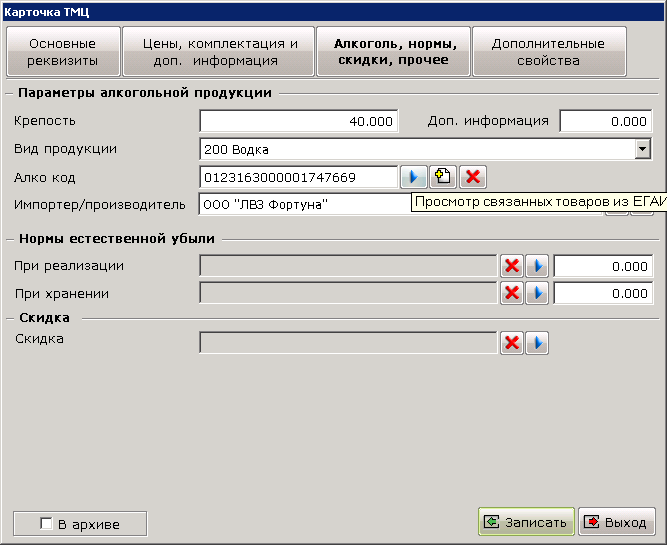 Карточка ТМЦ
Основные
реквизиты
Цены, комплектация и
доп. информация
Алкоголь, нормы,
скидки, прочее
Дополнительные
свойства
Параметры алкогольной продукции
Крепость 40.000 Доп. информация 0.000
Вид продукции 200 Водка
Алко код 0123163000001747669
Просмотр связанных товаров из ЕГАИ
Импортер/производитель ООО "ЛВЗ Фортуна"
Нормы естественной убыли
При реализации 0.000
При хранении 0.000
Скидка
Скидка
В архиве Записать Выход